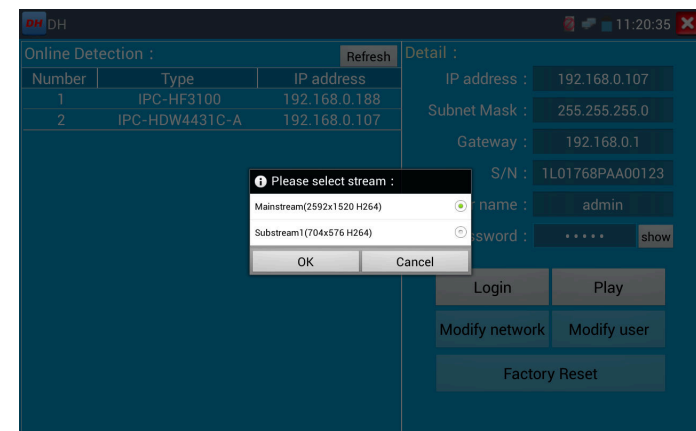 DH DH 11:20:35
Online Detection : Refresh
Number Type IP address
1 IPC-HF3100 192.168.0.188
2 IPC-HDW4431C-A 192.168.0.107
Detail :
IP address : 192.168.0.107
Subnet Mask : 255.255.255.0
Gateway : 192.168.0.1
S/N : 1L01768PAA00123
name : admin
ssword : ····· show
Login Play
Modify network Modify user
Factory Reset
Please select stream :
Mainstream(2592x1520 H264)
Substream1(704x576 H264)
OK Cancel